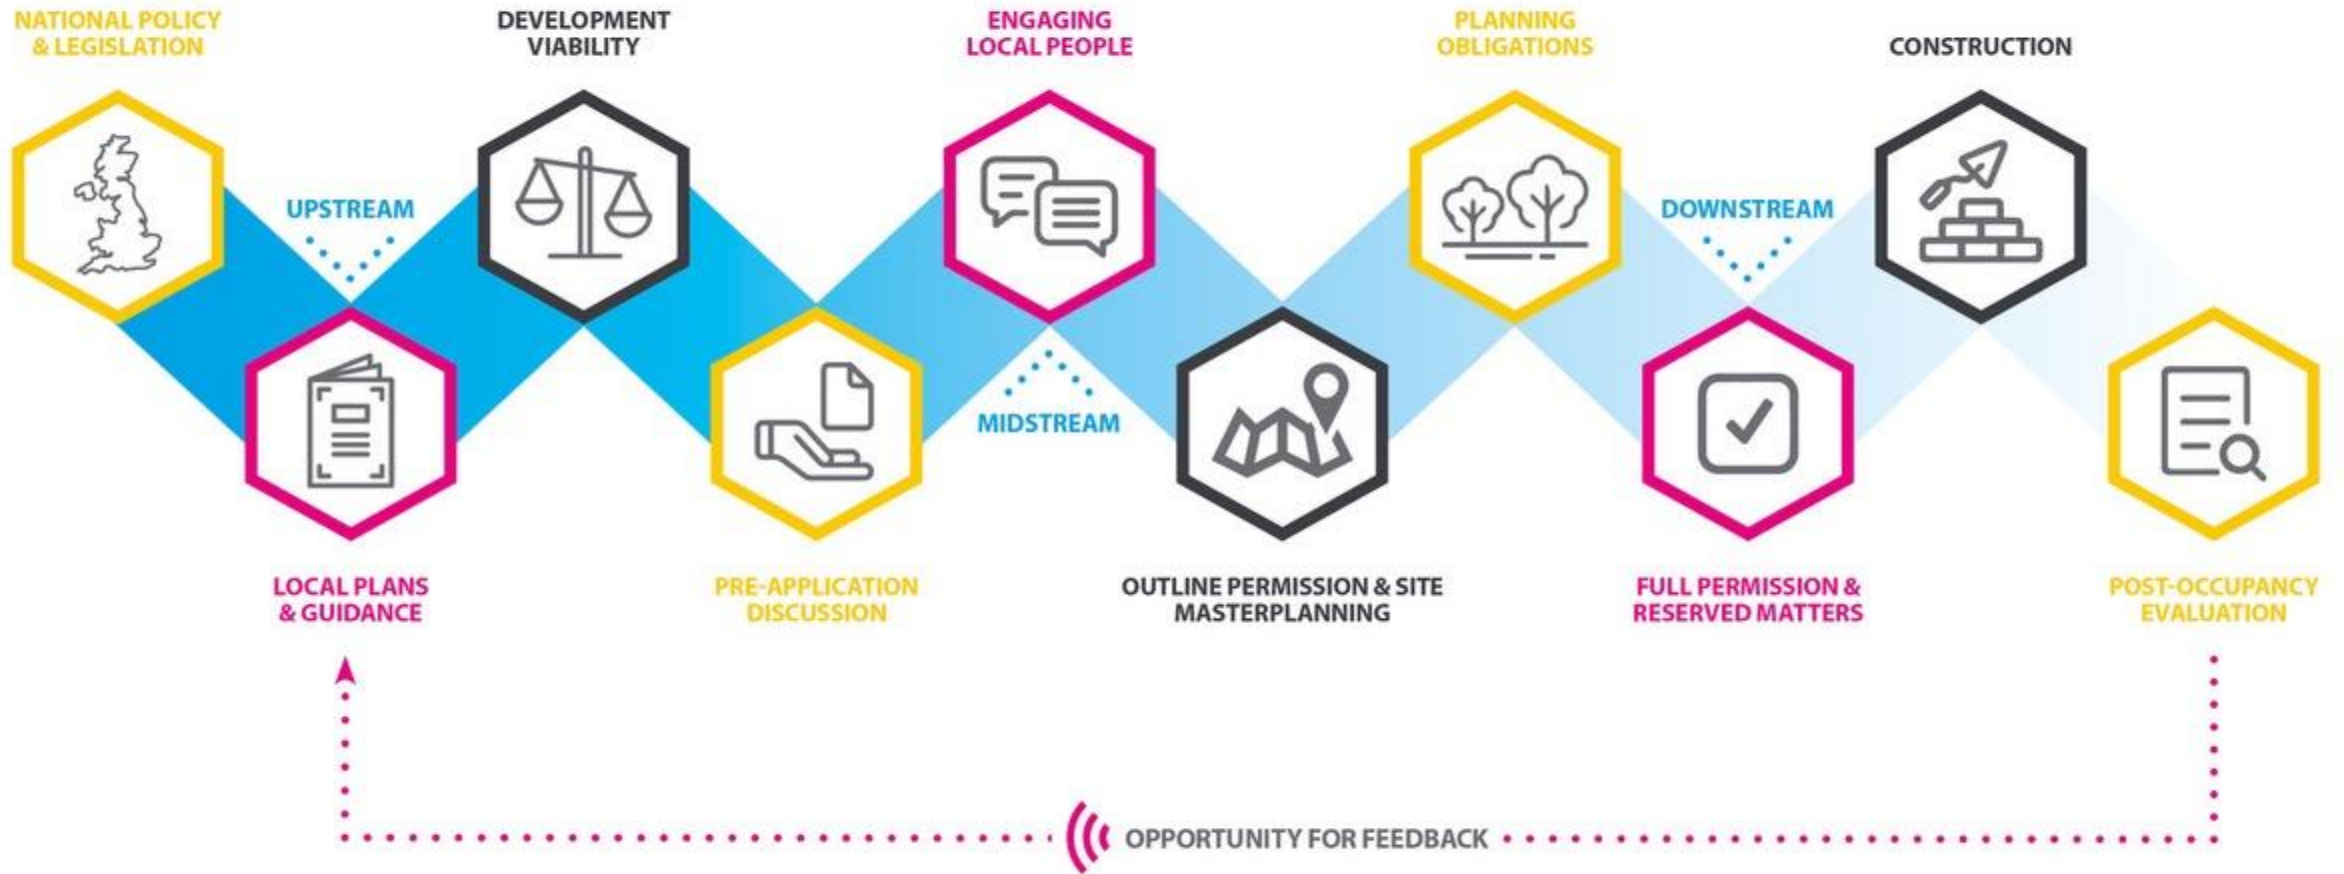 NATIONAL POLICY
& LEGISLATION
DEVELOPMENT
VIABILITY
ENGAGING
LOCAL PEOPLE
PLANNING
OBLIGATIONS
CONSTRUCTION
UPSTREAM
DOWNSTREAM
MIDSTREAM
LOCAL PLANS
& GUIDANCE
PRE-APPLICATION
DISCUSSION
OUTLINE PERMISSION & SITE
MASTERPLANNING
FULL PERMISSION &
RESERVED MATTERS
POST-OCCUPANCY
EVALUATION
OPPORTUNITY FOR FEEDBACK